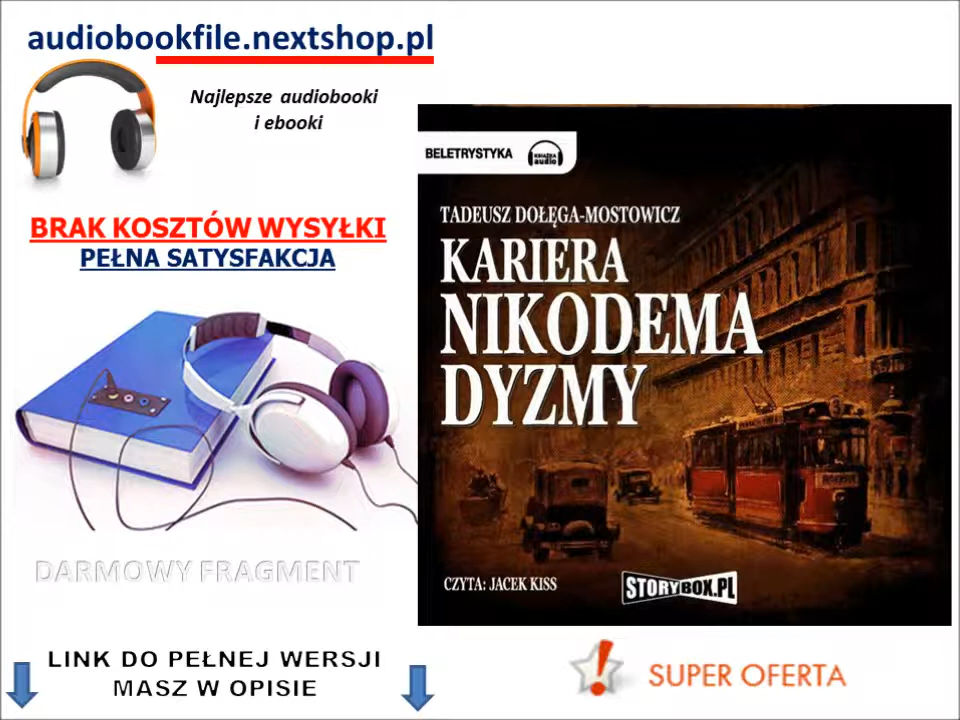 audiobookfile.nextshop.pl
Najlepsze audiobooki
i ebooki
BRAK KOSZTÓW WYSYŁKI
PEŁNA SATYSFAKCJA
DARMOWY FRAGMENT
LINK DO PEŁNEJ WERSJI
MASZ W OPISIE
BELETRYSTYKA
KSIĄŻKA
audio
TADEUSZ DOŁĘGA-MOSTOWICZ
KARIERA
NIKODEMA
DYZMY
3
CZYTA: JACEK KISS
STORYBOX.PL
SUPER OFERTA